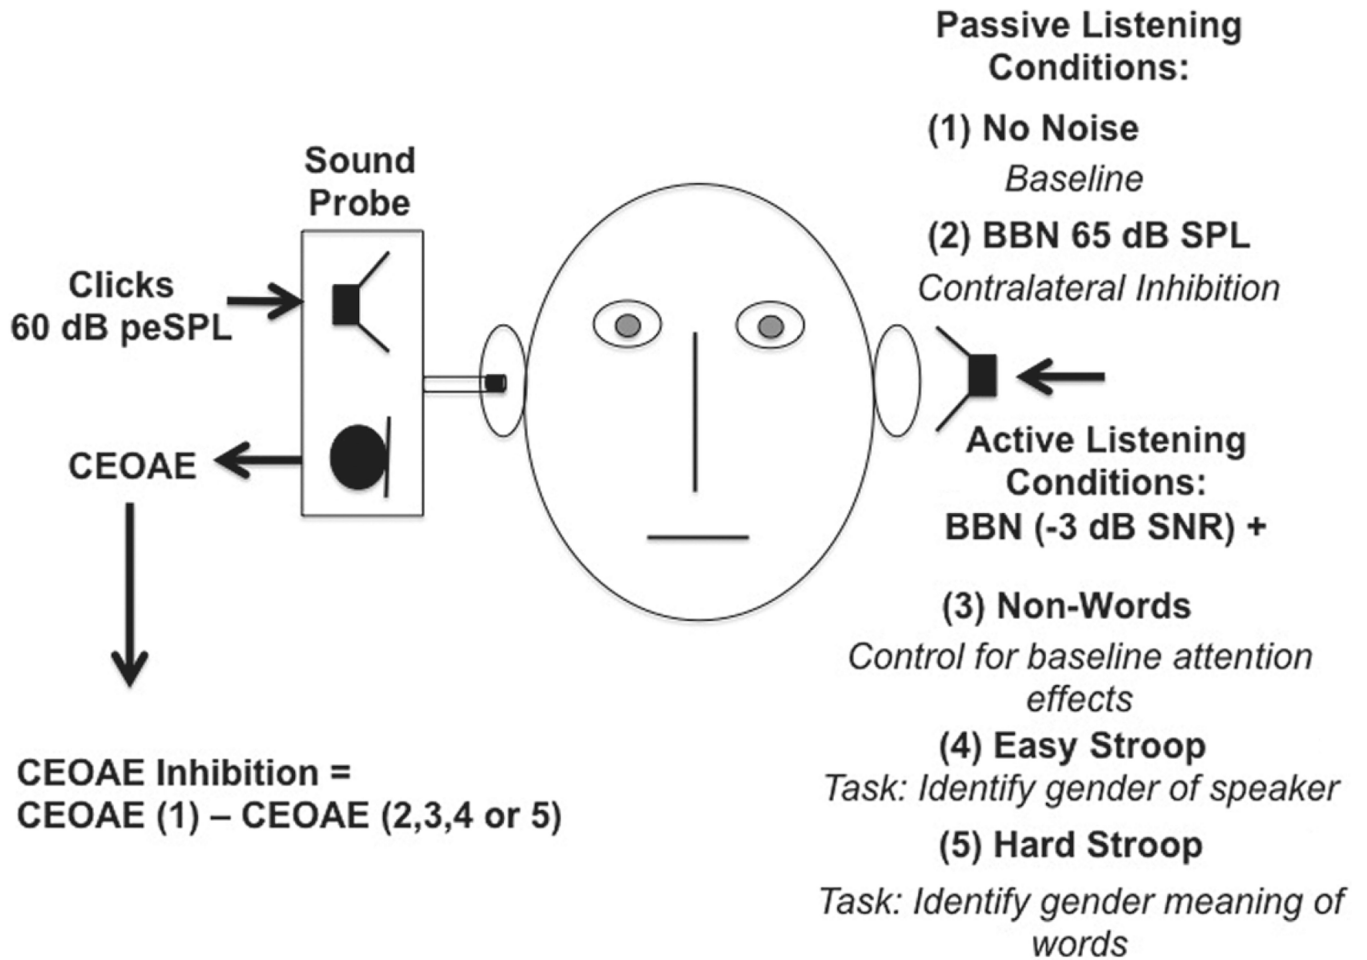 Passive Listening
Conditions:
(1) No Noise
Baseline
(2) BBN 65 dB SPL
Contralateral Inhibition
Sound
Probe
Clicks
60 dB peSPL
CEOAE
CEOAE Inhibition =
CEOAE (1) – CEOAE (2,3,4 or 5)
Active Listening
Conditions:
BBN (-3 dB SNR) +
(3) Non-Words
Control for baseline attention
effects
(4) Easy Stroop
Task: Identify gender of speaker
(5) Hard Stroop
Task: Identify gender meaning of
words